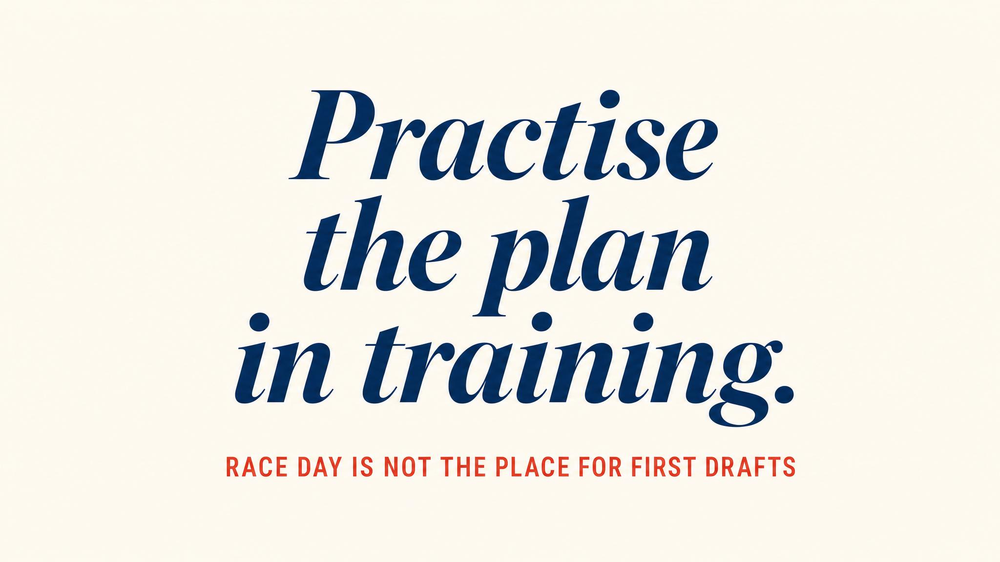 Practise
the plan
in training.
RACE DAY IS NOT THE PLACE FOR FIRST DRAFTS